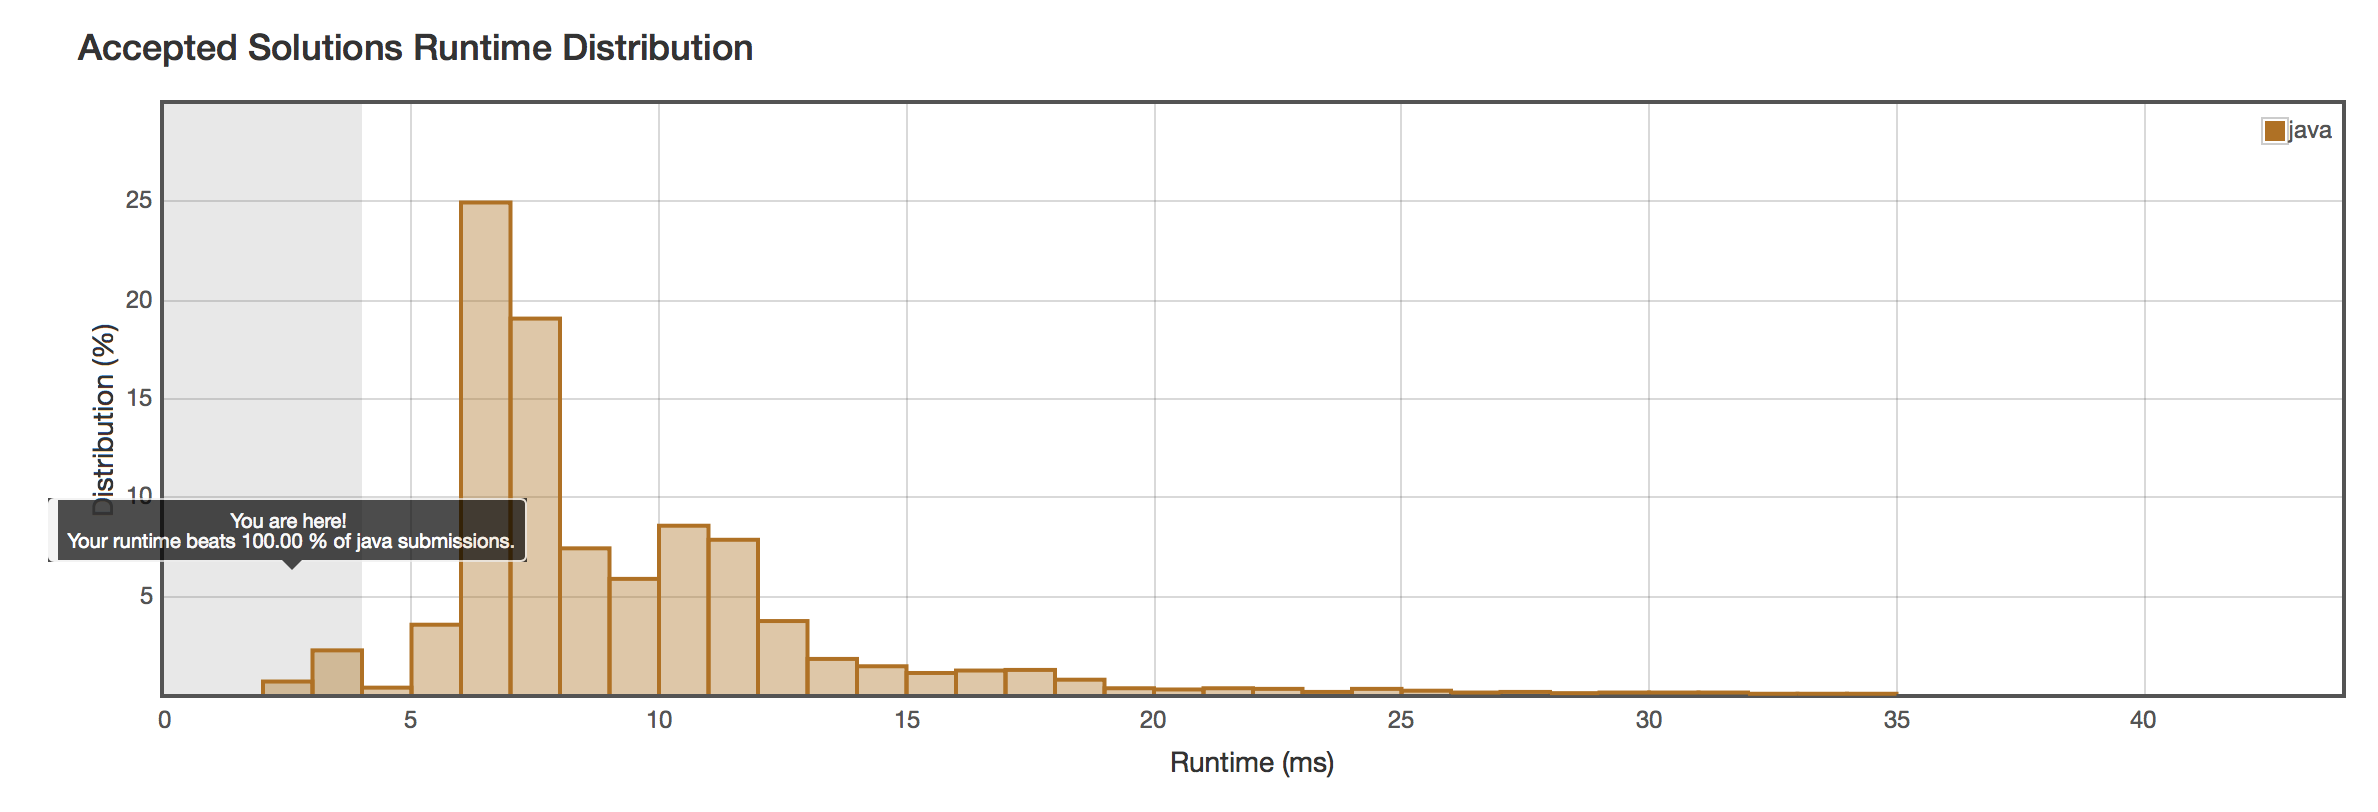 Accepted Solutions Runtime Distribution
java
25
20
15
10
5
Distribution (%)
You are here!
Your runtime beats 100.00 % of java submissions.
0 5 10 15 20 25 30 35 40
Runtime (ms)